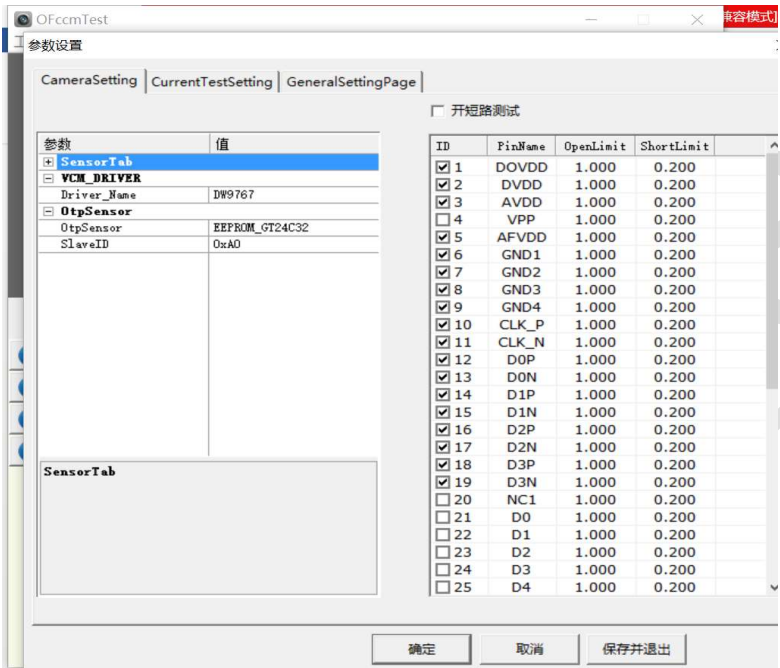 OFccmTest
兼容模式]
参数设置
CameraSetting CurrentTestSetting GeneralSettingPage
开短路测试
参数 值
SensorTab
VCM_DRIVER
Driver_Name DW9767
OtpSensor
OtpSensor EEPROM_GT24C32
SlaveID 0xA0
SensorTab
ID PinName OpenLimit ShortLimit
1 DOVDD 1.000 0.200
2 DVDD 1.000 0.200
3 AVDD 1.000 0.200
4 VPP 1.000 0.200
5 AFVDD 1.000 0.200
6 GND1 1.000 0.200
7 GND2 1.000 0.200
8 GND3 1.000 0.200
9 GND4 1.000 0.200
10 CLK_P 1.000 0.200
11 CLK_N 1.000 0.200
12 D0P 1.000 0.200
13 D0N 1.000 0.200
14 D1P 1.000 0.200
15 D1N 1.000 0.200
16 D2P 1.000 0.200
17 D2N 1.000 0.200
18 D3P 1.000 0.200
19 D3N 1.000 0.200
20 NC1 1.000 0.200
21 D0 1.000 0.200
22 D1 1.000 0.200
23 D2 1.000 0.200
24 D3 1.000 0.200
25 D4 1.000 0.200
确定 取消 保存并退出